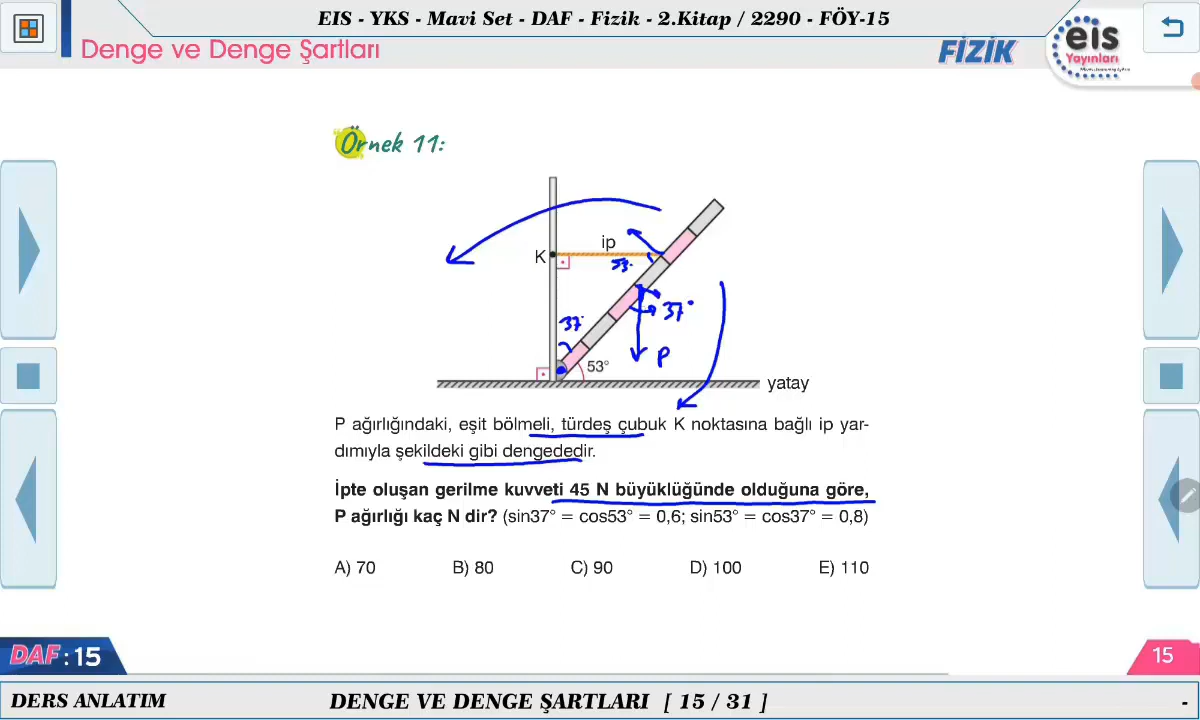 EIS - YKS - Mavi Set - DAF - Fizik - 2.Kitap / 2290 - FÖY-15
Denge ve Denge Şartları
FİZİK
eis
Yayınları
Örnek 11:
K
ip
53°
37°
37°
P
53°
yatay
P ağırlığındaki, eşit bölmeli, türdeş çubuk K noktasına bağlı ip yar-
dımıyla şekildeki gibi dengededir.
İpte oluşan gerilme kuvveti 45 N büyüklüğünde olduğuna göre,
P ağırlığı kaç N dir? (sin37° = cos53° = 0,6; sin53° = cos37° = 0,8)
A) 70 B) 80 C) 90 D) 100 E) 110
DAF : 15
15
DERS ANLATIM DENGE VE DENGE ŞARTLARI [ 15 / 31 ] -